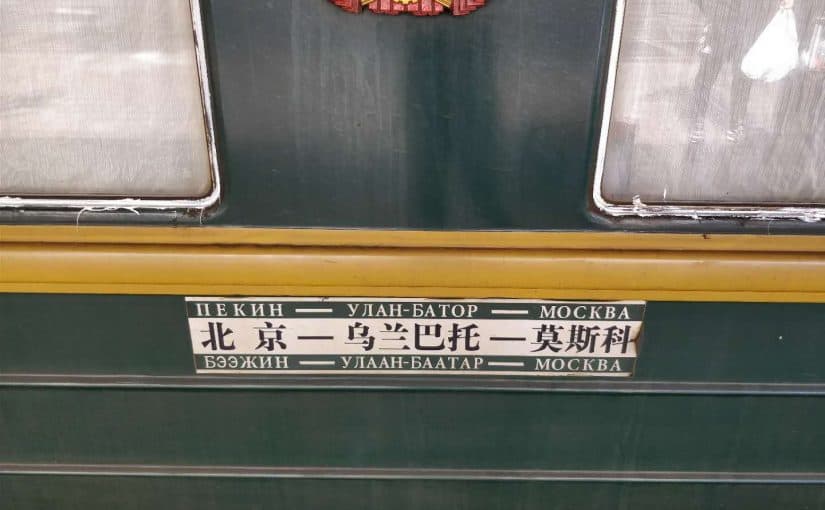 ПЕКИН — УЛАН-БАТОР — МОСКВА
北京—乌兰巴托—莫斯科
БЭЭЖИН — УЛААН-БААТАР — МОСКВА